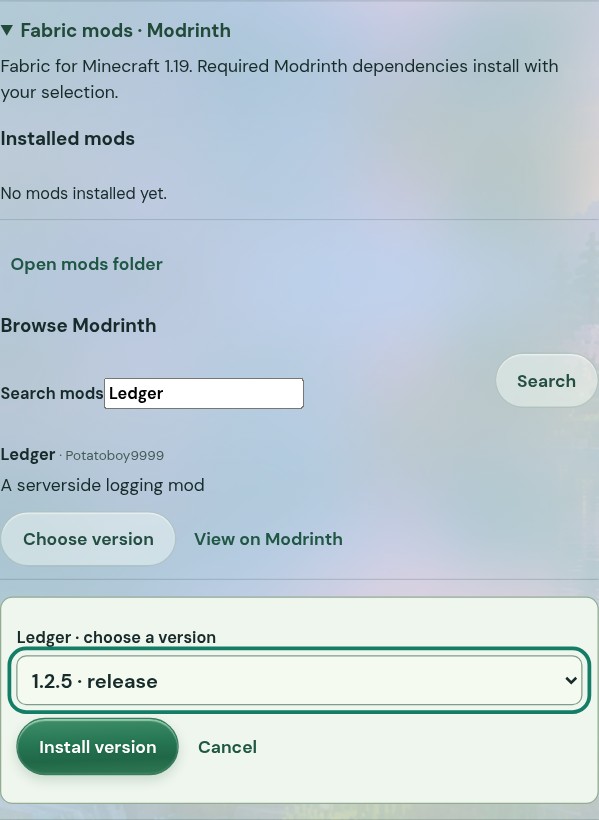 ▼ Fabric mods · Modrinth
Fabric for Minecraft 1.19. Required Modrinth dependencies install with
your selection.
Installed mods
No mods installed yet.
Open mods folder
Browse Modrinth
Search mods Ledger Search
Ledger · Potatoboy9999
A serverside logging mod
Choose version View on Modrinth
Ledger · choose a version
1.2.5 · release
Install version Cancel